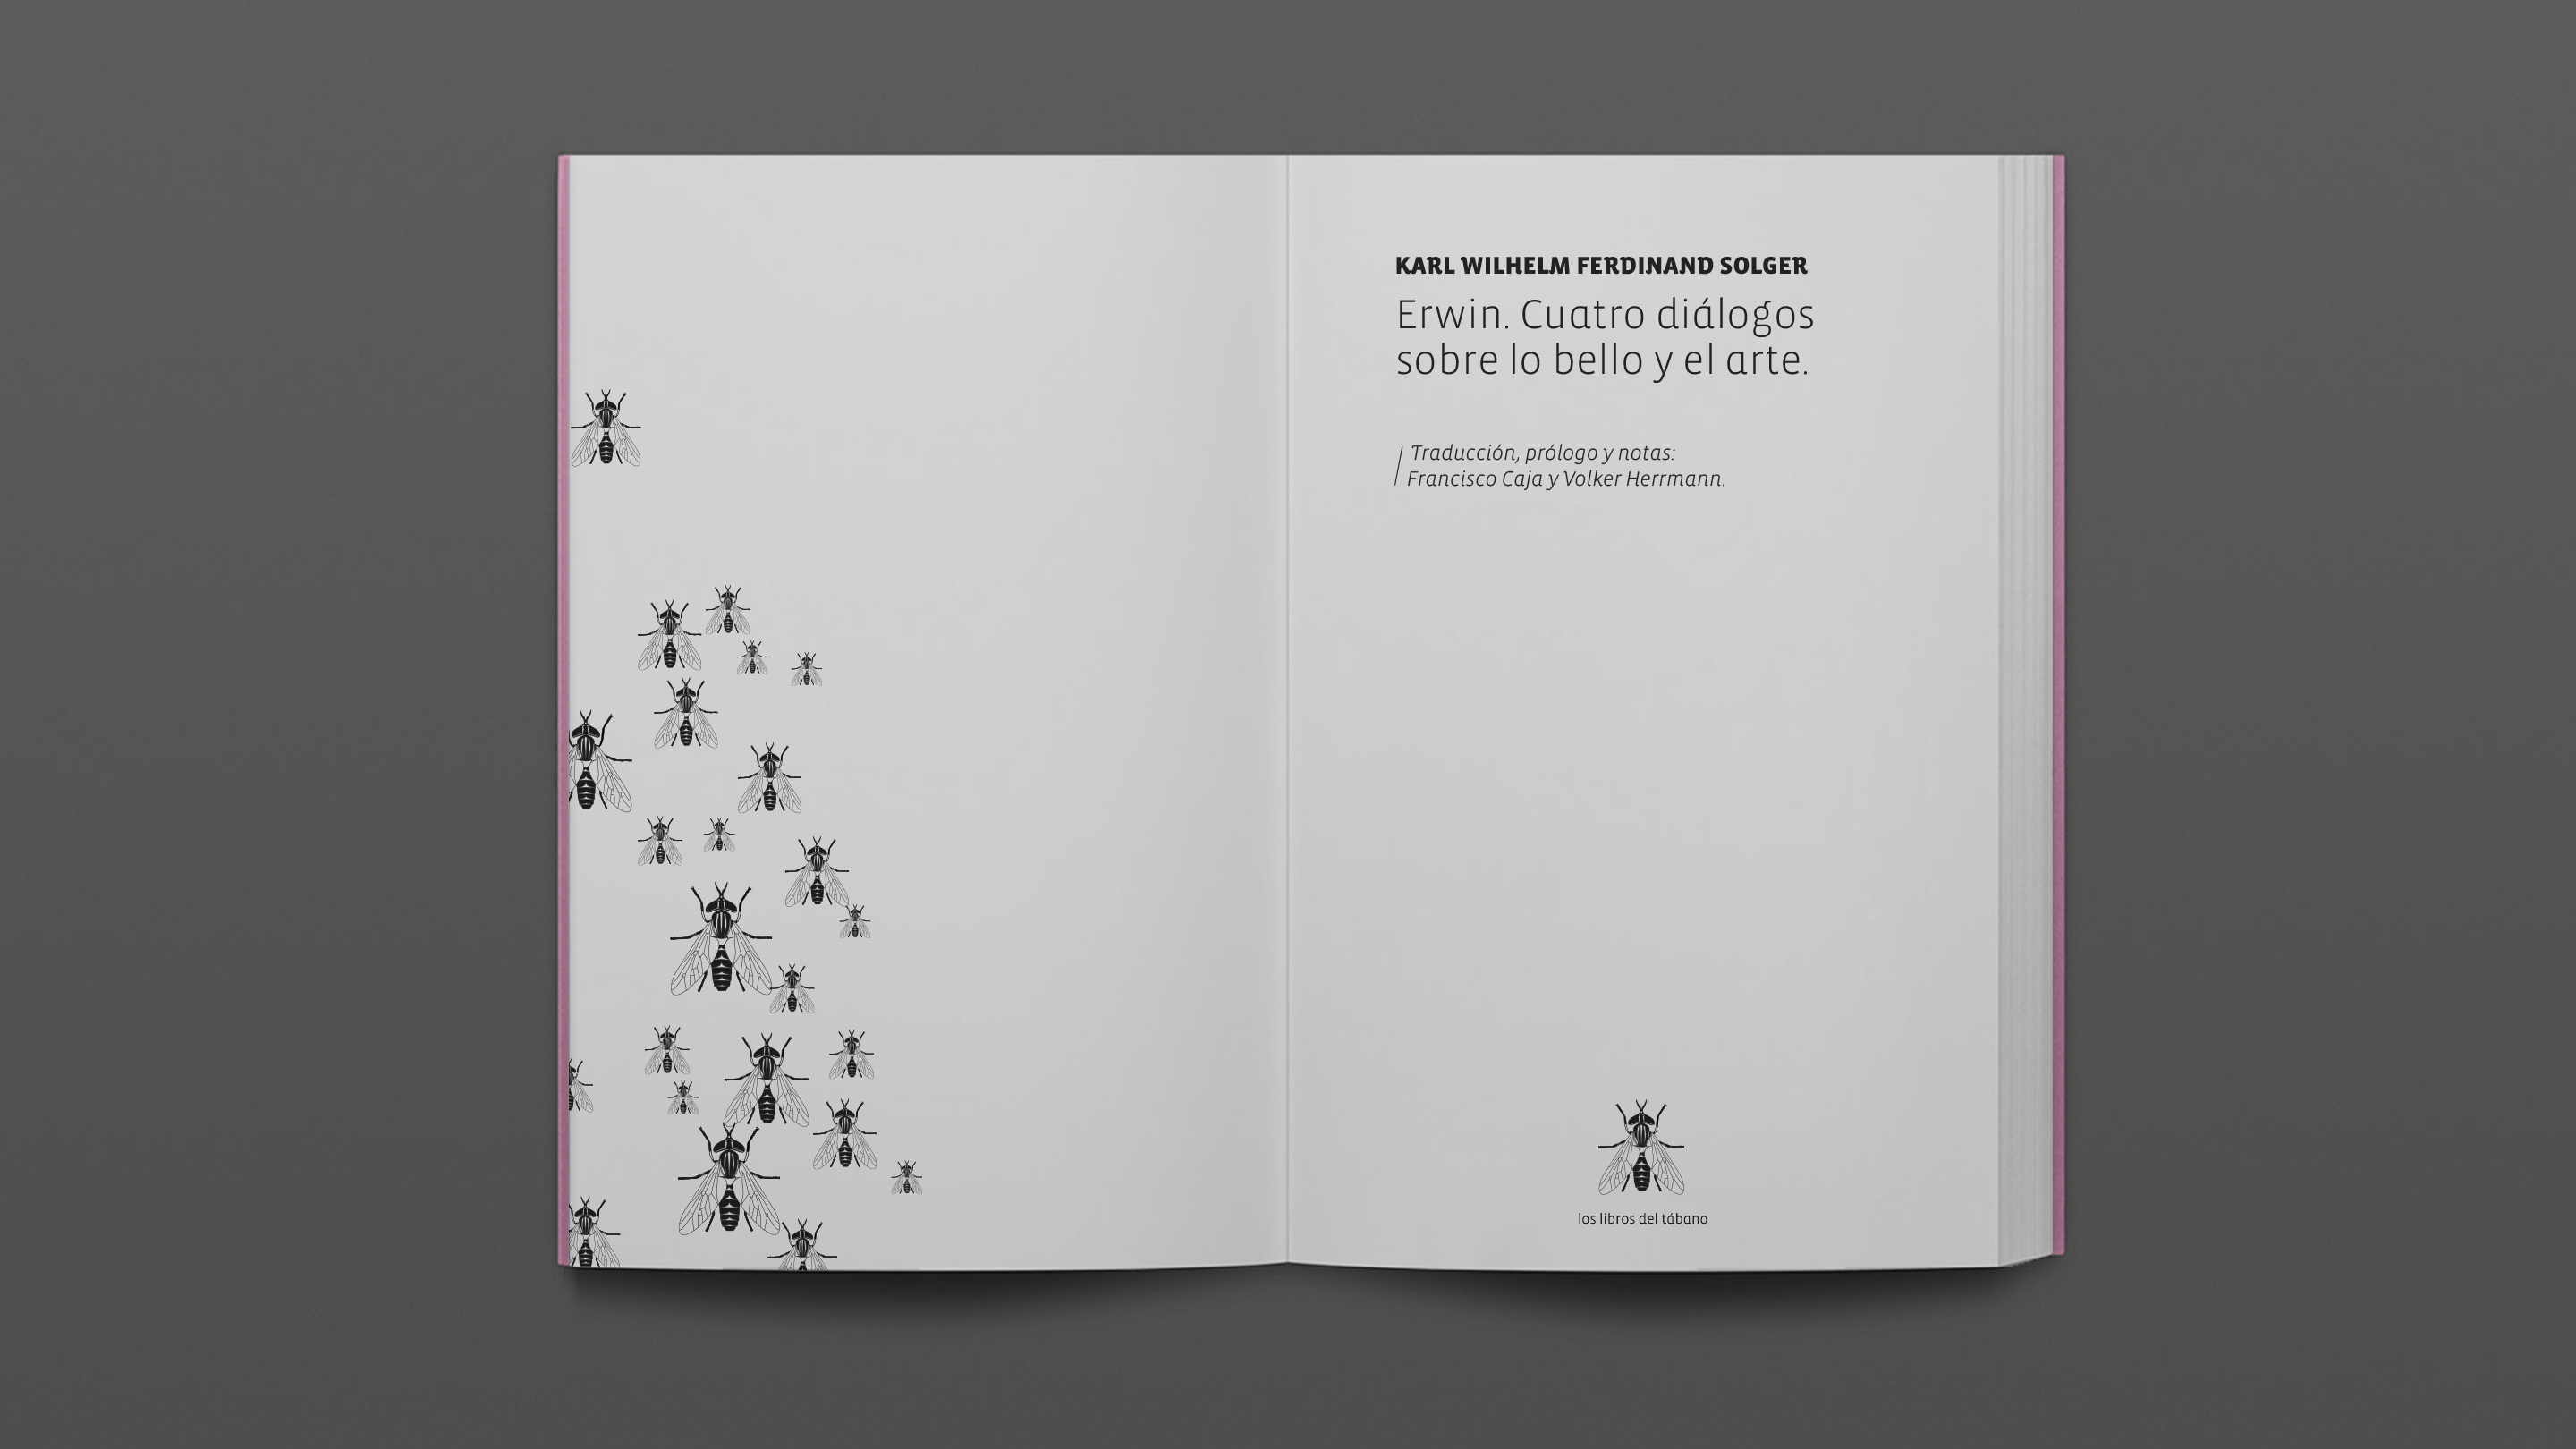 KARL WILHELM FERDINAND SOLGER
Erwin. Cuatro diálogos
sobre lo bello y el arte.
Traducción, prólogo y notas:
Francisco Caja y Volker Herrmann.
los libros del tábano